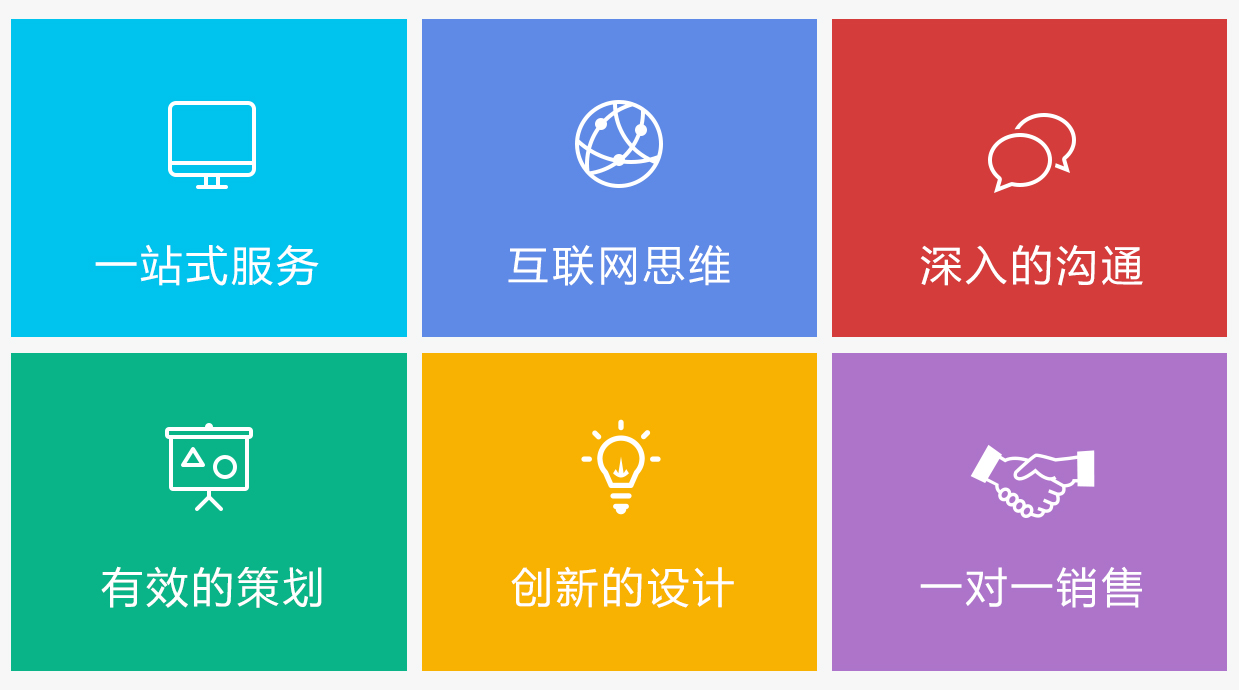 一站式服务
互联网思维
深入的沟通
有效的策划
创新的设计
一对一销售